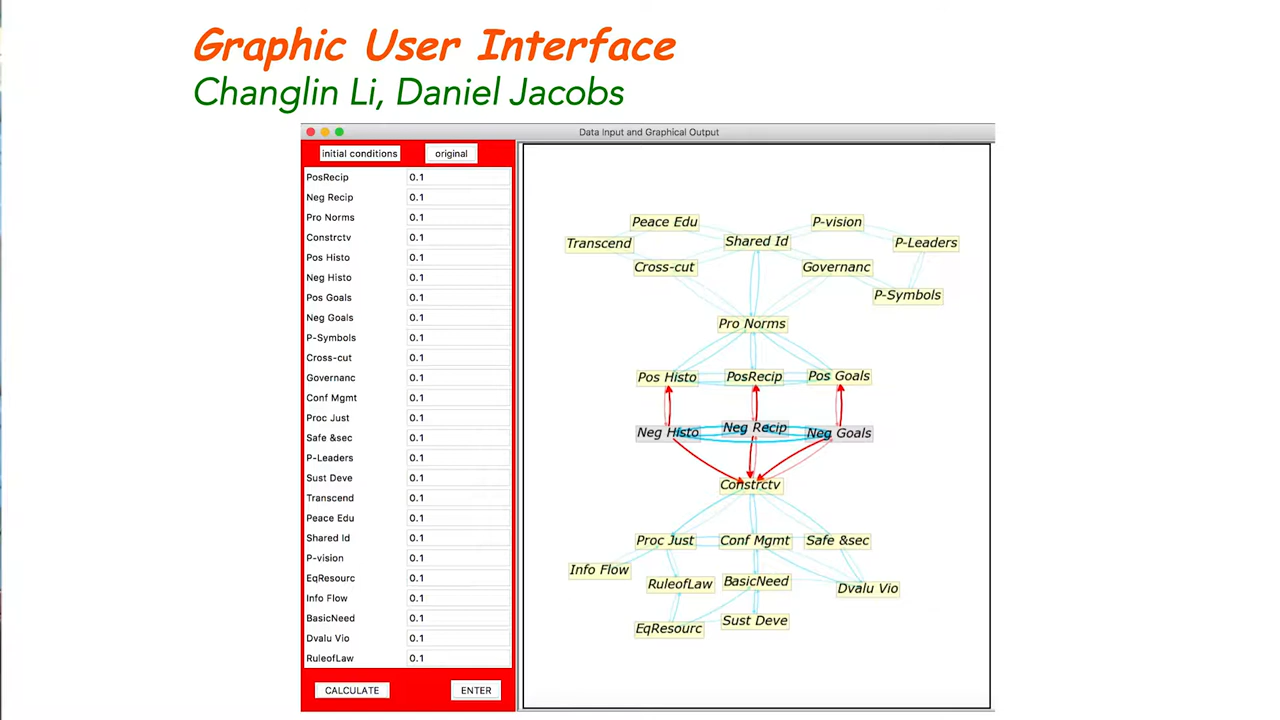 Graphic User Interface
Changlin Li, Daniel Jacobs
Data Input and Graphical Output
initial conditions original
PosRecip 0.1
Neg Recip 0.1
Pro Norms 0.1
Constrctv 0.1
Pos Histo 0.1
Neg Histo 0.1
Pos Goals 0.1
Neg Goals 0.1
P-Symbols 0.1
Cross-cut 0.1
Governanc 0.1
Conf Mgmt 0.1
Proc Just 0.1
Safe &sec 0.1
P-Leaders 0.1
Sust Deve 0.1
Transcend 0.1
Peace Edu 0.1
Shared Id 0.1
P-vision 0.1
EqResourc 0.1
Info Flow 0.1
BasicNeed 0.1
Dvalu Vio 0.1
RuleofLaw 0.1
CALCULATE ENTER
Peace Edu P-vision
Transcend Shared Id P-Leaders
Cross-cut Governanc
P-Symbols
Pro Norms
Pos Histo PosRecip Pos Goals
Neg Histo Neg Recip Neg Goals
Constrctv
Proc Just Conf Mgmt Safe &sec
Info Flow
RuleofLaw BasicNeed Dvalu Vio
EqResourc Sust Deve